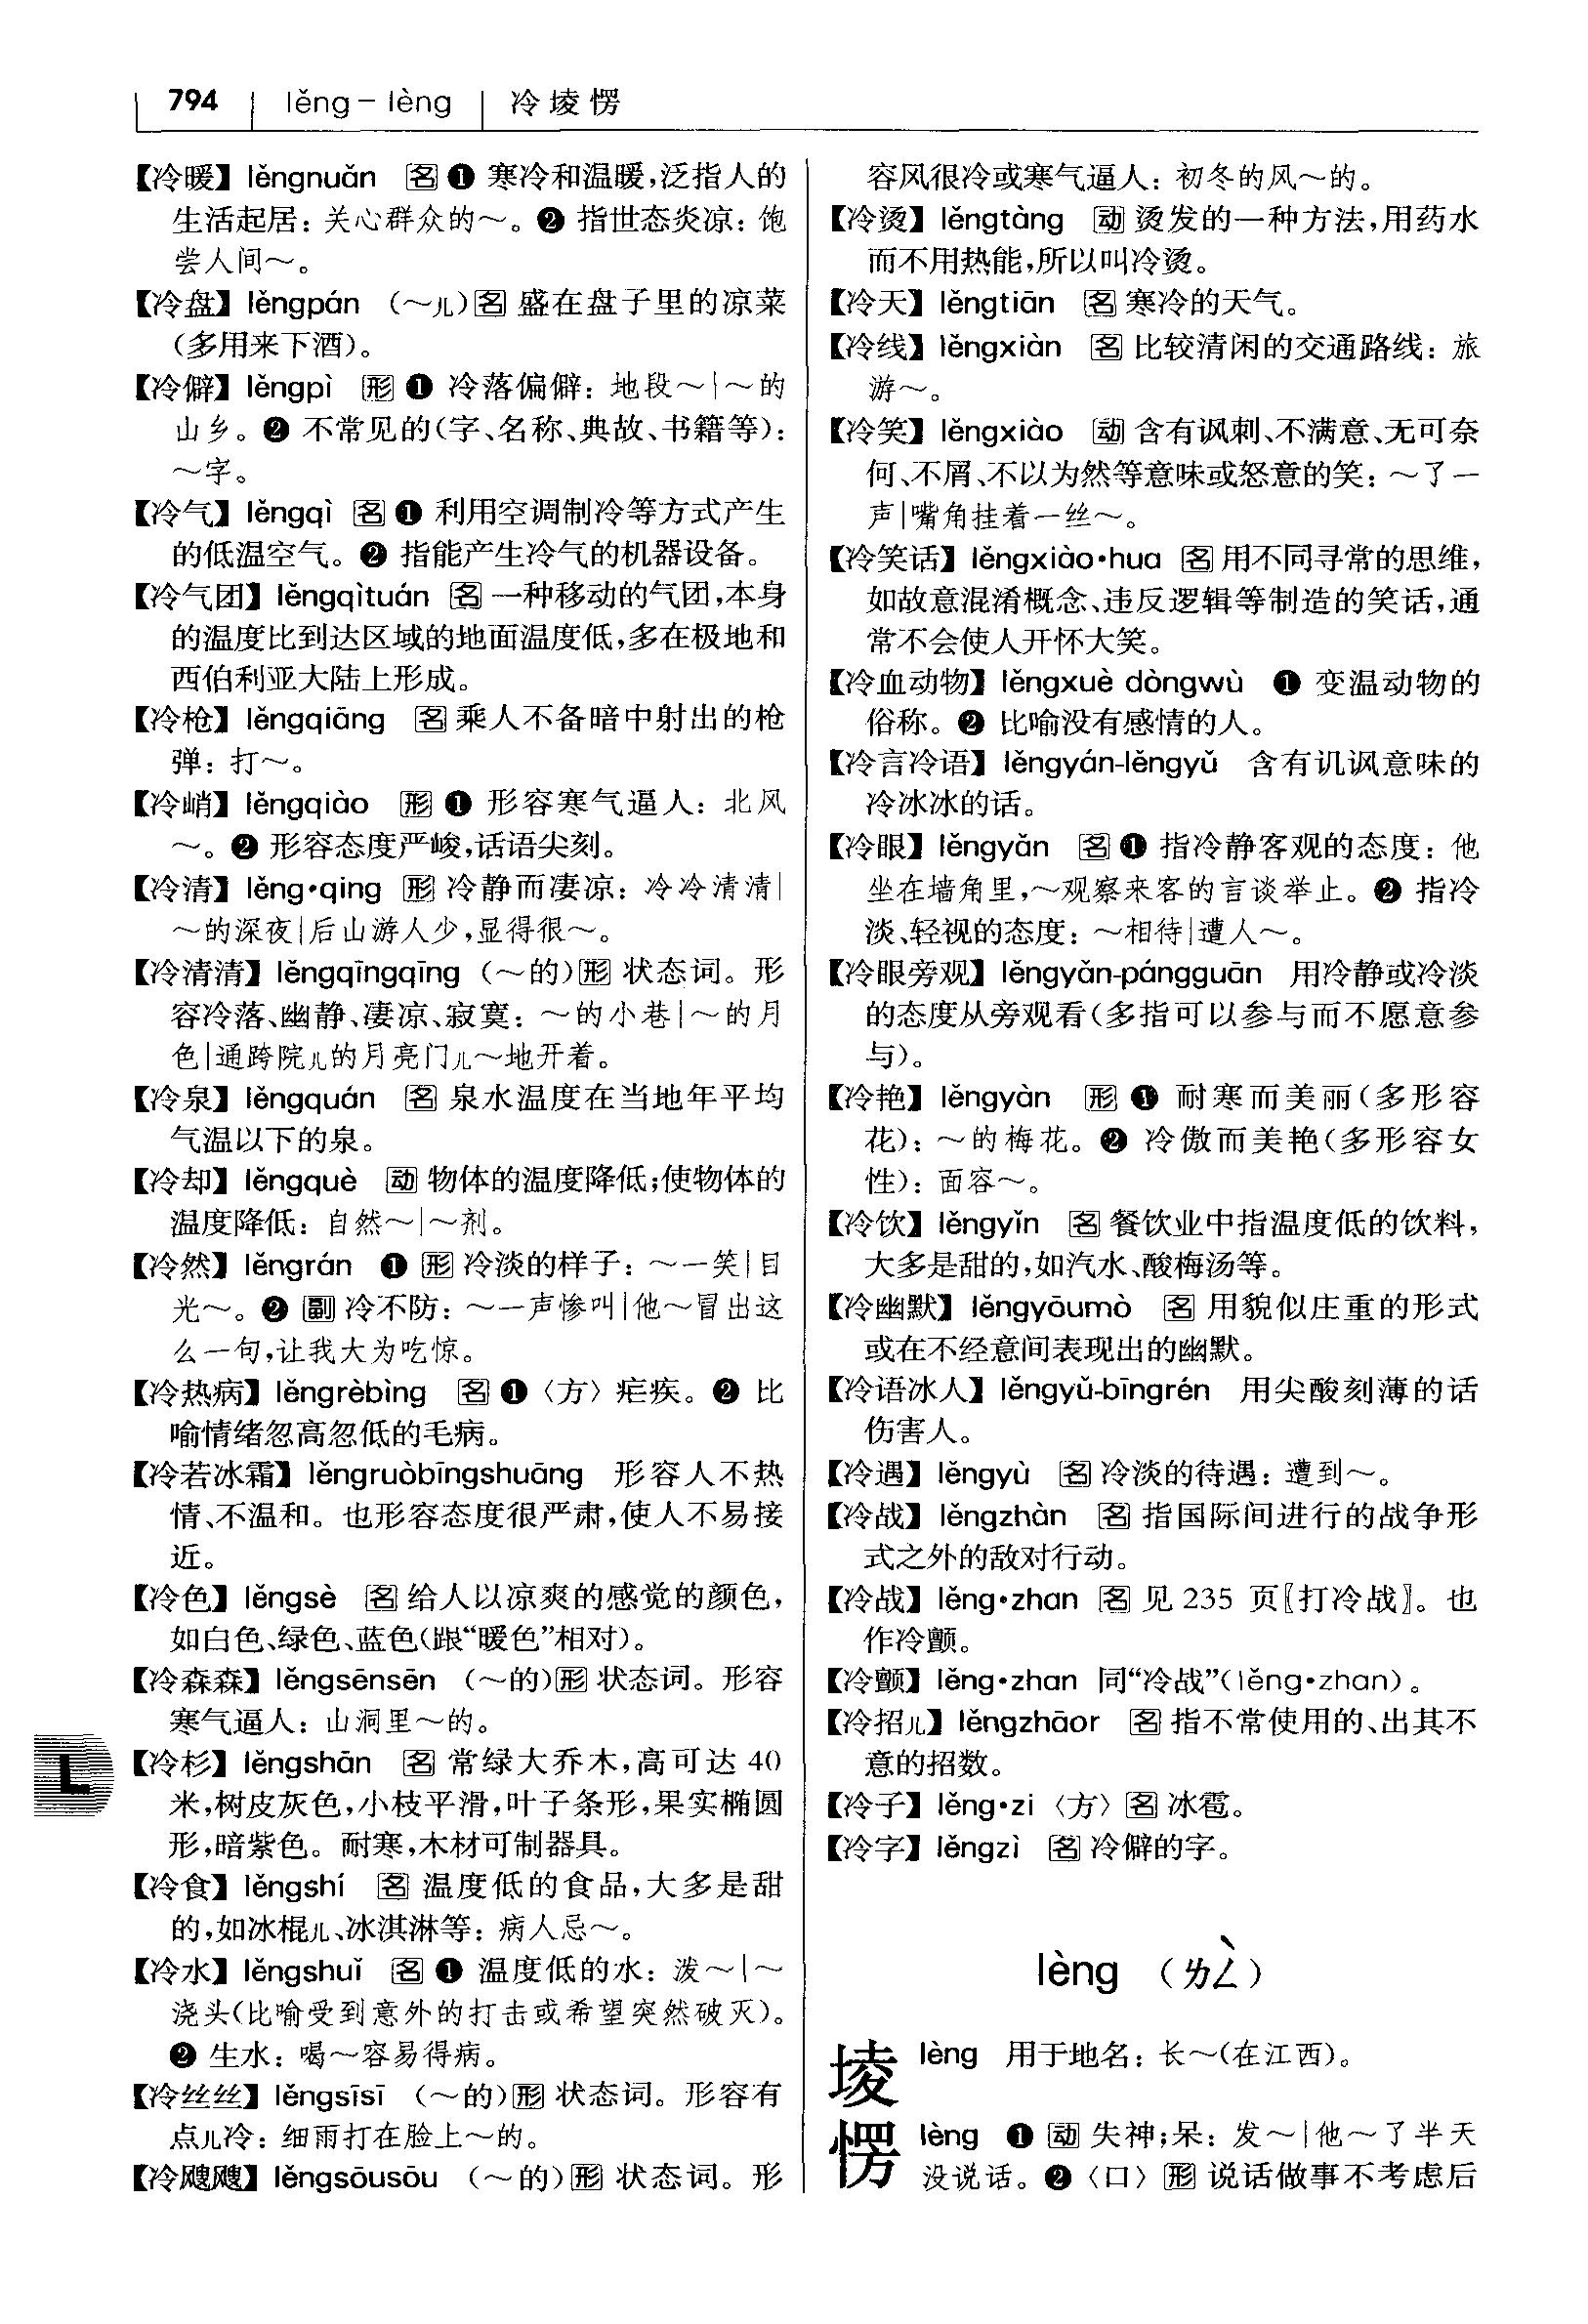 794 | lěng－lèng | 冷堎愣
【冷暖】lěngnuǎn 名❶寒冷和温暖，泛指人的
生活起居：关心群众的～。❷指世态炎凉：饱
尝人间～。
【冷盘】lěngpán （～儿）名盛在盘子里的凉菜
（多用来下酒）。
【冷僻】lěngpì 形❶冷落偏僻：地段～|～的
山乡。❷不常见的（字、名称、典故、书籍等）：
～字。
【冷气】lěngqì 名❶利用空调制冷等方式产生
的低温空气。❷指能产生冷气的机器设备。
【冷气团】lěngqìtuán 名一种移动的气团，本身
的温度比到达区域的地面温度低，多在极地和
西伯利亚大陆上形成。
【冷枪】lěngqiāng 名乘人不备暗中射出的枪
弹：打～。
【冷峭】lěngqiào 形❶形容寒气逼人：北风
～。❷形容态度严峻，话语尖刻。
【冷清】lěng•qing 形冷静而凄凉：冷冷清清|
～的深夜|后山游人少，显得很～。
【冷清清】lěngqīngqīng （～的）形状态词。形
容冷落、幽静、凄凉、寂寞：～的小巷|～的月
色|通跨院儿的月亮门儿～地开着。
【冷泉】lěngquán 名泉水温度在当地年平均
气温以下的泉。
【冷却】lěngquè 动物体的温度降低；使物体的
温度降低：自然～|～剂。
【冷然】lěngrán ❶形冷淡的样子：～一笑|目
光～。❷副冷不防：～一声惨叫|他～冒出这
么一句，让我大为吃惊。
【冷热病】lěngrèbìng 名❶〈方〉疟疾。❷比
喻情绪忽高忽低的毛病。
【冷若冰霜】lěngruòbīngshuāng 形容人不热
情、不温和。也形容态度很严肃，使人不易接
近。
【冷色】lěngsè 名给人以凉爽的感觉的颜色，
如白色、绿色、蓝色（跟“暖色”相对）。
【冷森森】lěngsēnsēn （～的）形状态词。形容
寒气逼人：山洞里～的。
【冷杉】lěngshān 名常绿大乔木，高可达40
米，树皮灰色，小枝平滑，叶子条形，果实椭圆
形，暗紫色。耐寒，木材可制器具。
【冷食】lěngshí 名温度低的食品，大多是甜
的，如冰棍儿、冰淇淋等：病人忌～。
【冷水】lěngshuǐ 名❶温度低的水：泼～|～
浇头（比喻受到意外的打击或希望突然破灭）。
❷生水：喝～容易得病。
【冷丝丝】lěngsīsī （～的）形状态词。形容有
点儿冷：细雨打在脸上～的。
【冷飕飕】lěngsōusōu （～的）形状态词。形
L
容风很冷或寒气逼人：初冬的风～的。
【冷烫】lěngtàng 动烫发的一种方法，用药水
而不用热能，所以叫冷烫。
【冷天】lěngtiān 名寒冷的天气。
【冷线】lěngxiàn 名比较清闲的交通路线：旅
游～。
【冷笑】lěngxiào 动含有讽刺、不满意、无可奈
何、不屑、不以为然等意味或怒意的笑：～了一
声|嘴角挂着一丝～。
【冷笑话】lěngxiào•hua 名用不同寻常的思维，
如故意混淆概念、违反逻辑等制造的笑话，通
常不会使人开怀大笑。
【冷血动物】lěngxuè dòngwù ❶变温动物的
俗称。❷比喻没有感情的人。
【冷言冷语】lěngyán-lěngyǔ 含有讥讽意味的
冷冰冰的话。
【冷眼】lěngyǎn 名❶指冷静客观的态度：他
坐在墙角里，～观察来客的言谈举止。❷指冷
淡、轻视的态度：～相待|遭人～。
【冷眼旁观】lěngyǎn-pángguān 用冷静或冷淡
的态度从旁观看（多指可以参与而不愿意参
与）。
【冷艳】lěngyàn 形❶耐寒而美丽（多形容
花）：～的梅花。❷冷傲而美艳（多形容女
性）：面容～。
【冷饮】lěngyǐn 名餐饮业中指温度低的饮料，
大多是甜的，如汽水、酸梅汤等。
【冷幽默】lěngyōumò 名用貌似庄重的形式
或在不经意间表现出的幽默。
【冷语冰人】lěngyǔ-bīngrén 用尖酸刻薄的话
伤害人。
【冷遇】lěngyù 名冷淡的待遇：遭到～。
【冷战】lěngzhàn 名指国际间进行的战争形
式之外的敌对行动。
【冷战】lěng•zhan 名见235页〖打冷战〗。也
作冷颤。
【冷颤】lěng•zhan 同“冷战”（lěng•zhan）。
【冷招儿】lěngzhāor 名指不常使用的、出其不
意的招数。
【冷子】lěng•zi〈方〉名冰雹。
【冷字】lěngzì 名冷僻的字。
lèng （ㄌㄥˋ）
堎 lèng 用于地名：长～（在江西）。
愣 lèng ❶动失神；呆：发～|他～了半天
没说话。❷〈口〉形说话做事不考虑后